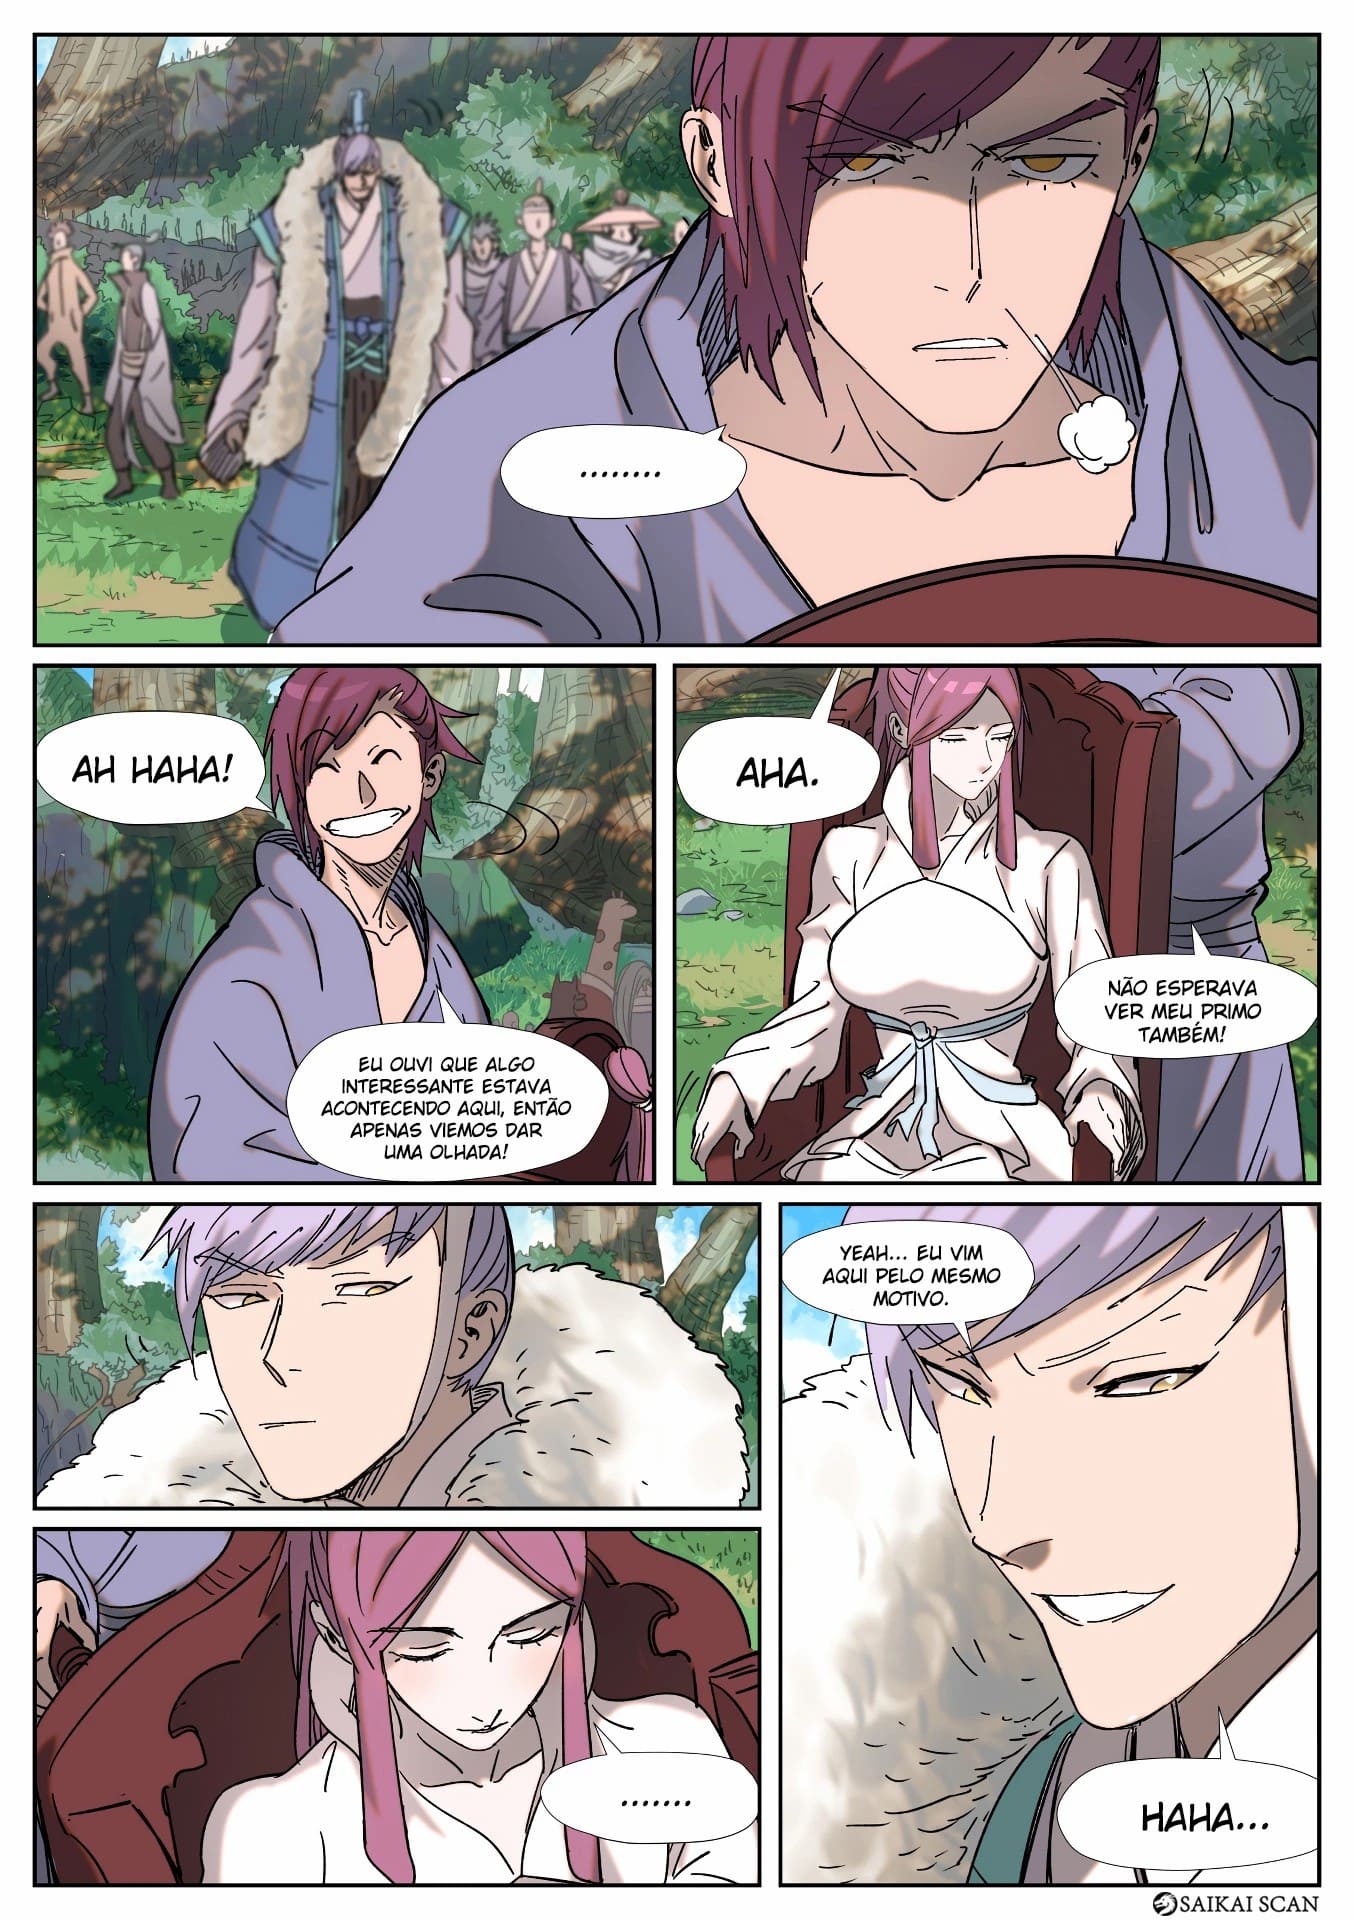 ........
AH HAHA!
EU OUVI QUE ALGO
INTERESSANTE ESTAVA
ACONTECENDO AQUI, ENTÃO
APENAS VIEMOS DAR
UMA OLHADA!
AHA.
NÃO ESPERAVA
VER MEU PRIMO
TAMBÉM!
YEAH... EU VIM
AQUI PELO MESMO
MOTIVO.
.......
HAHA...
SAIKAI SCAN